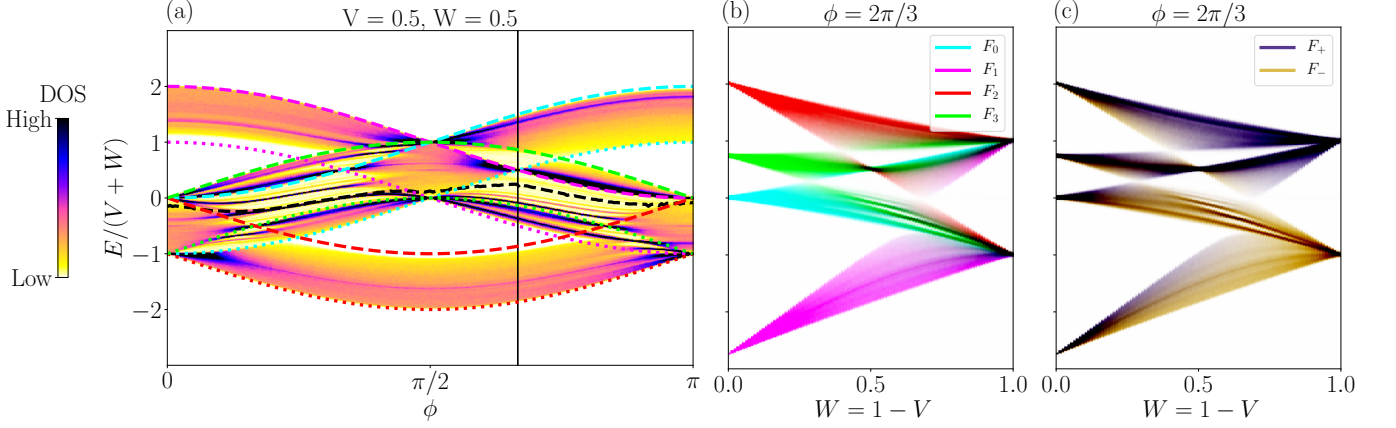 (a)
V = 0.5, W = 0.5
DOS
High
Low
E/(V + W)
2
1
0
−1
−2
0
π/2
π
ϕ
(b)
ϕ = 2π/3
F₀
F₁
F₂
F₃
0.0
0.5
1.0
W = 1 − V
(c)
ϕ = 2π/3
F₊
F₋
0.0
0.5
1.0
W = 1 − V